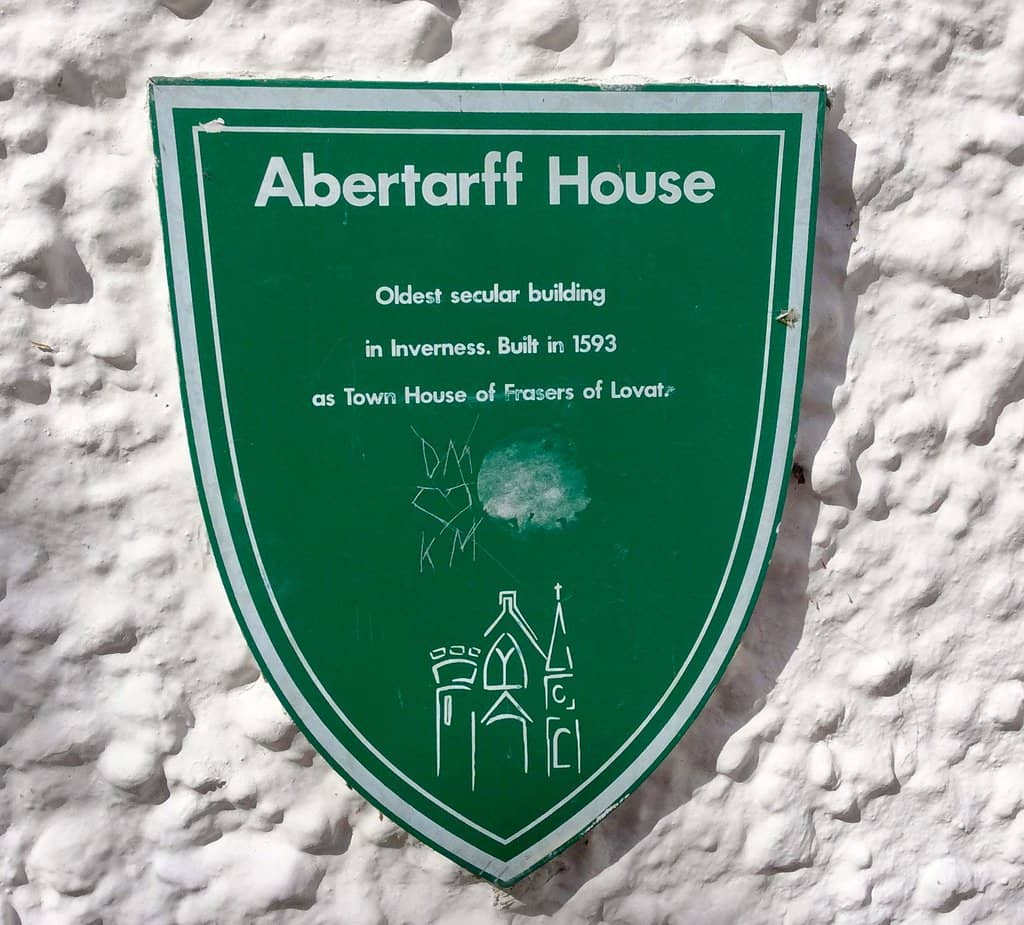 Abertarff House
Oldest secular building
in Inverness. Built in 1593
as Town House of Frasers of Lovat.
DM
KM